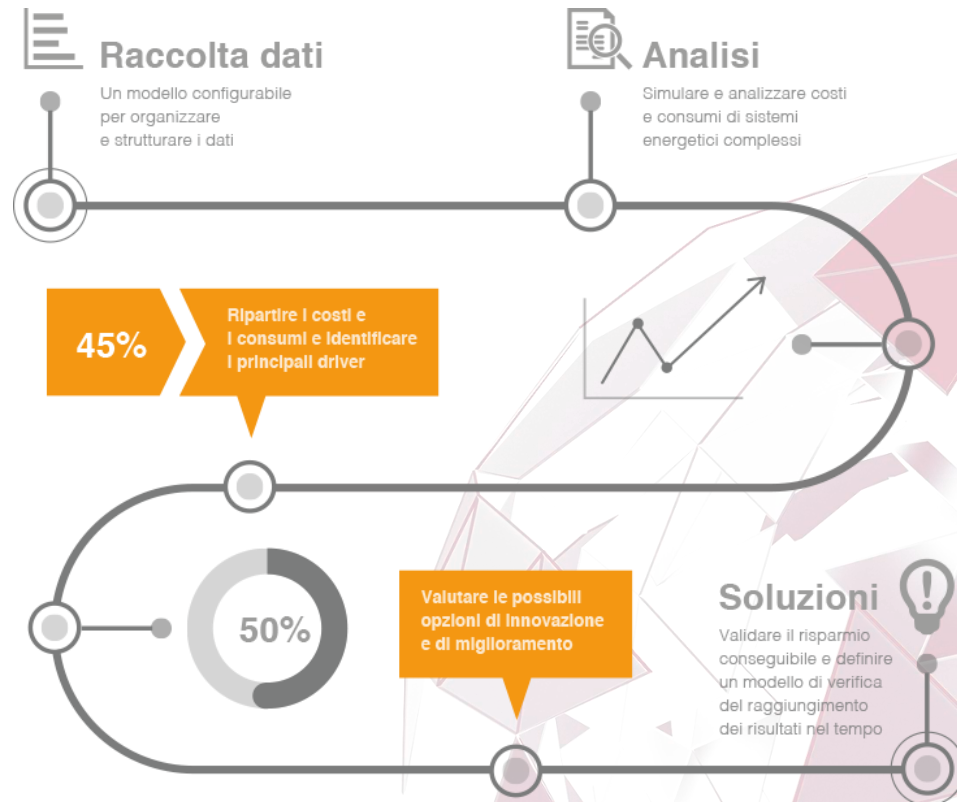 Raccolta dati
Un modello configurabile
per organizzare
e strutturare i dati
Analisi
Simulare e analizzare costi
e consumi di sistemi
energetici complessi
45%
Ripartire i costi e
i consumi e identificare
i principali driver
50%
Valutare le possibili
opzioni di innovazione
e di miglioramento
Soluzioni
Validare il risparmio
conseguibile e definire
un modello di verifica
del raggiungimento
dei risultati nel tempo